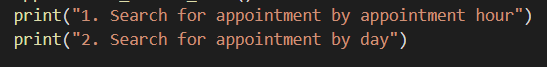 print("1. Search for appointment by appointment hour")
print("2. Search for appointment by day")